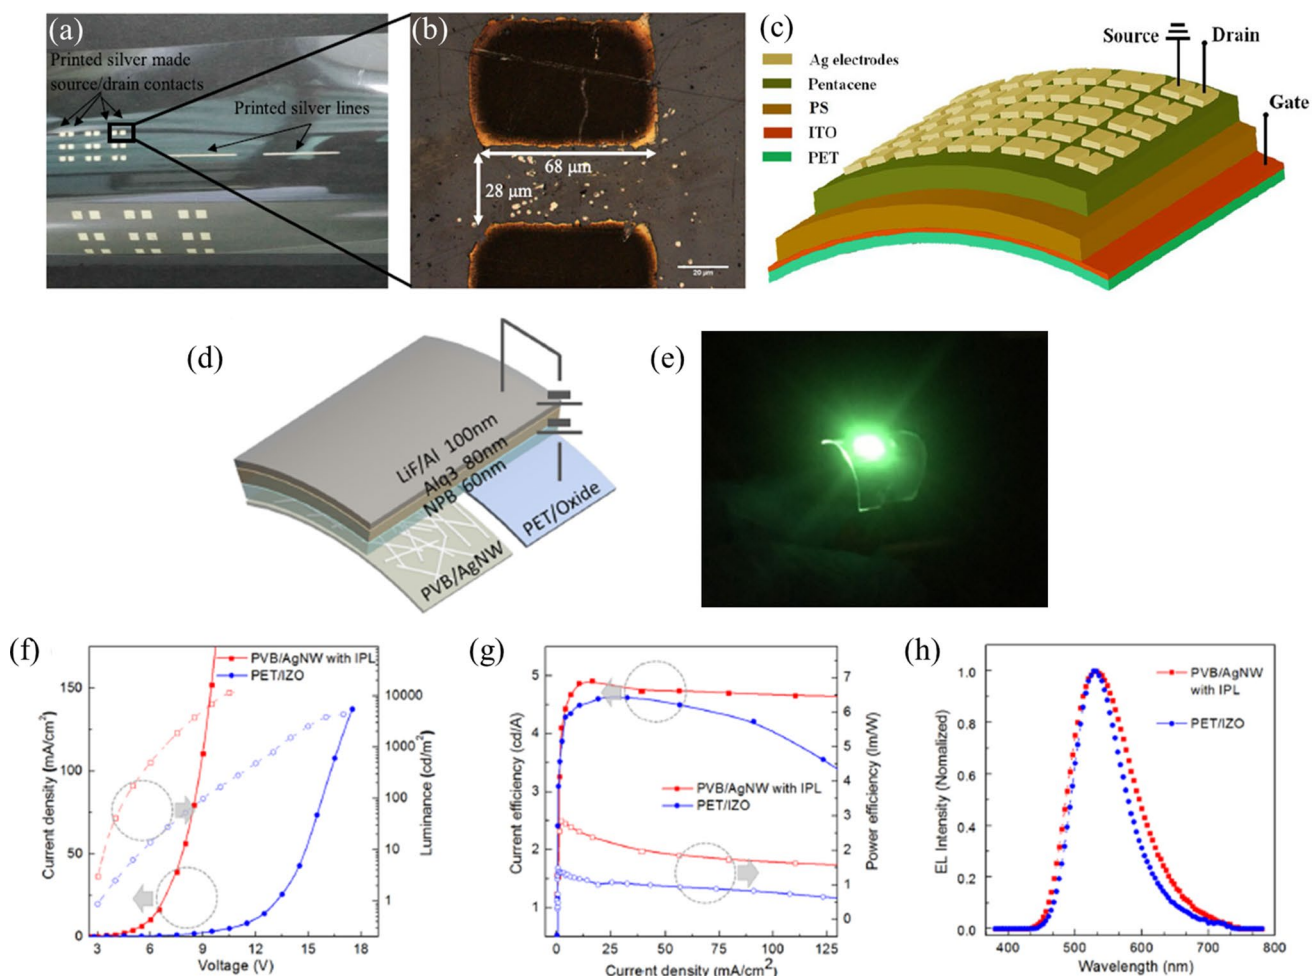 (a)
Printed silver made
source/drain contacts
Printed silver lines
(b)
68 μm
28 μm
20 μm
(c)
Ag electrodes
Pentacene
PS
ITO
PET
Source
Drain
Gate
(d)
LiF/Al 100nm
Alq3 80nm
NPB 60nm
PET/Oxide
PVB/AgNW
(e)
(f)
PVB/AgNW with IPL
PET/IZO
Current density (mA/cm²)
150
100
50
0
Luminance (cd/m²)
10000
1000
100
10
1
3 6 9 12 15 18
Voltage (V)
(g)
PVB/AgNW with IPL
PET/IZO
Current efficiency (cd/A)
5
4
3
2
1
Power efficiency (lm/W)
7
6
5
4
3
2
1
0
0 25 50 75 100 125
Current density (mA/cm²)
(h)
PVB/AgNW
with IPL
PET/IZO
EL Intensity (Nomalized)
1.0
0.8
0.6
0.4
0.2
0.0
400 500 600 700 800
Wavelength (nm)